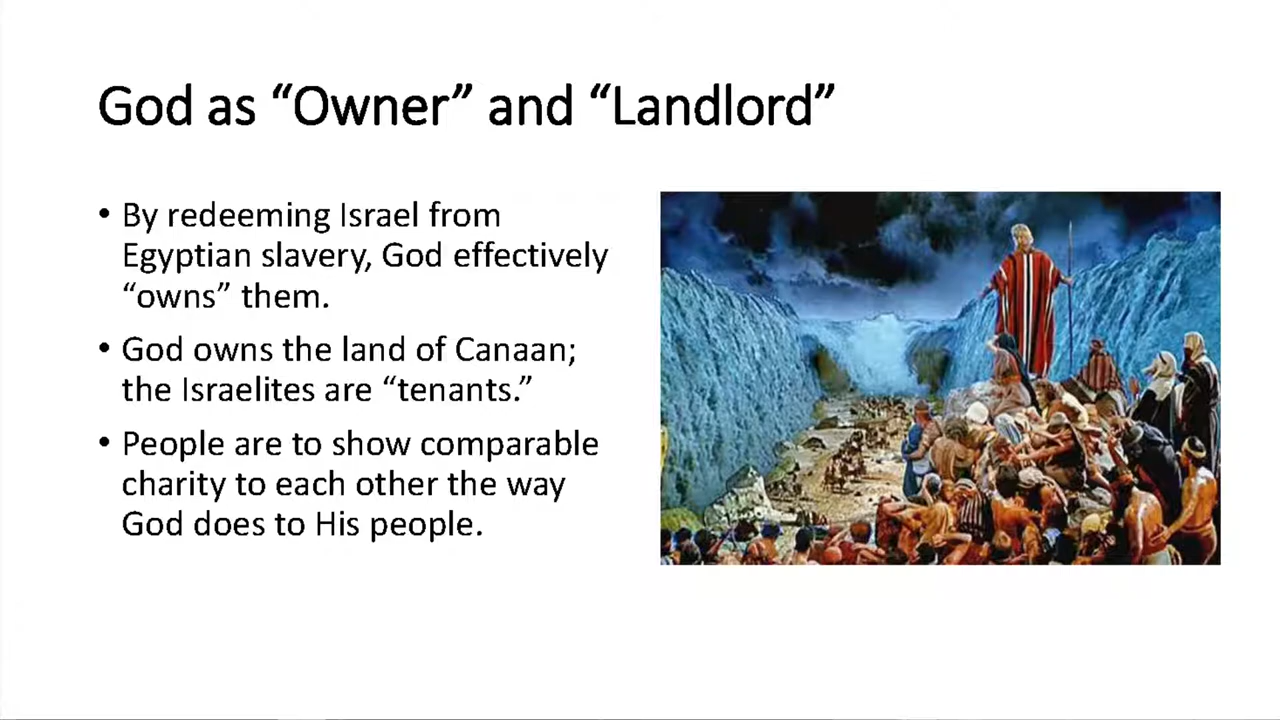 God as “Owner” and “Landlord”
• By redeeming Israel from
Egyptian slavery, God effectively
“owns” them.
• God owns the land of Canaan;
the Israelites are “tenants.”
• People are to show comparable
charity to each other the way
God does to His people.